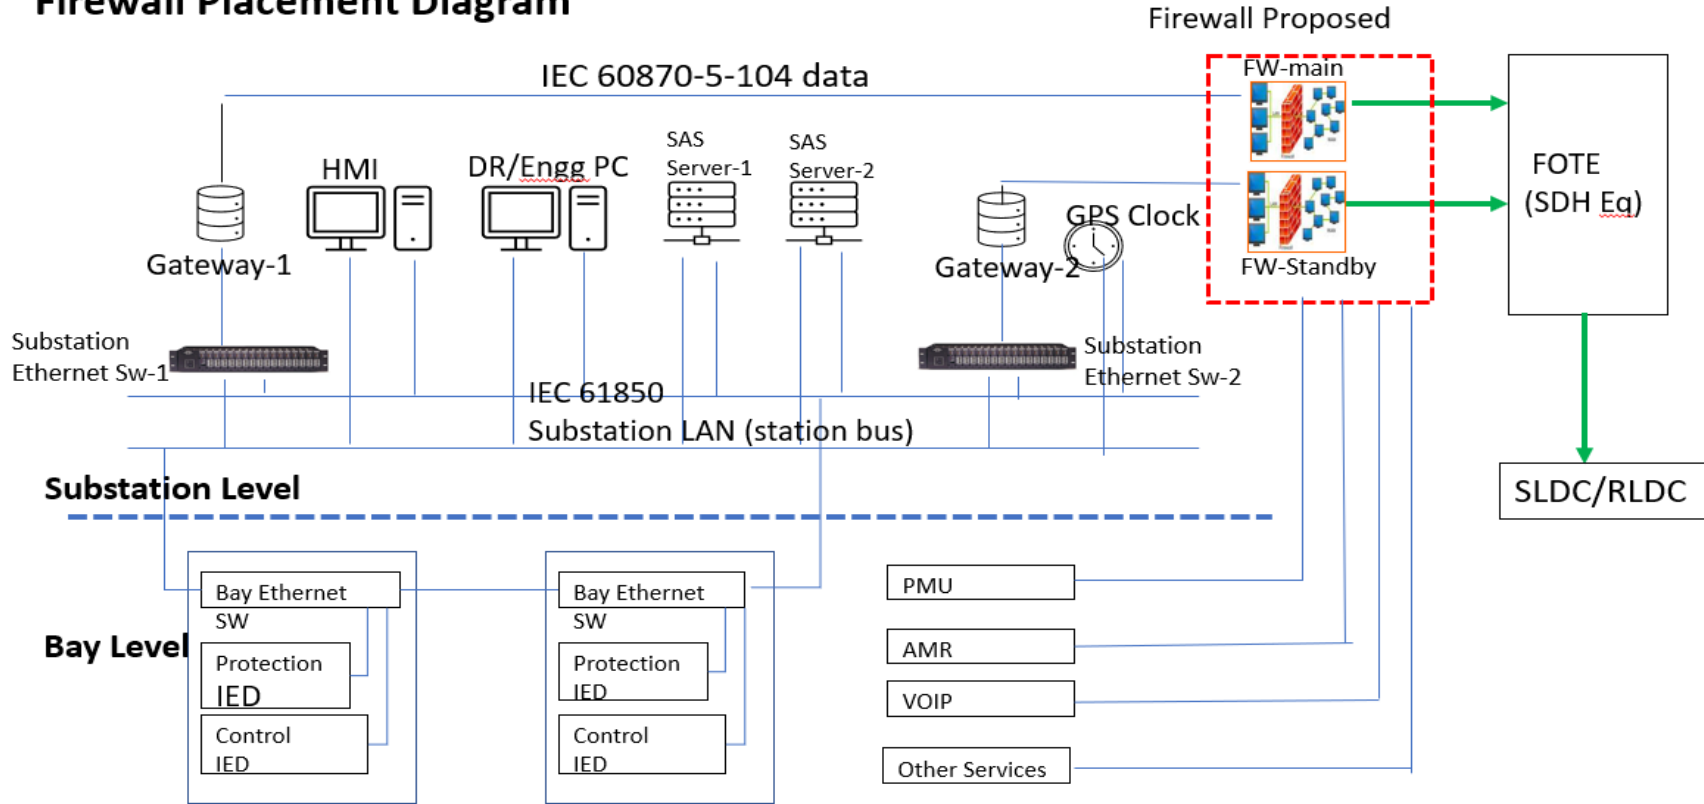 Firewall Placement Diagram
Firewall Proposed
IEC 60870-5-104 data
FW-main
HMI
DR/Engg PC
SAS
Server-1
SAS
Server-2
FOTE
(SDH Eq)
GPS Clock
Gateway-1
Gateway-2
FW-Standby
Substation
Ethernet Sw-1
Substation
Ethernet Sw-2
IEC 61850
Substation LAN (station bus)
Substation Level
SLDC/RLDC
Bay Level
Bay Ethernet
SW
Protection
IED
Control
IED
Bay Ethernet
SW
Protection
IED
Control
IED
PMU
AMR
VOIP
Other Services